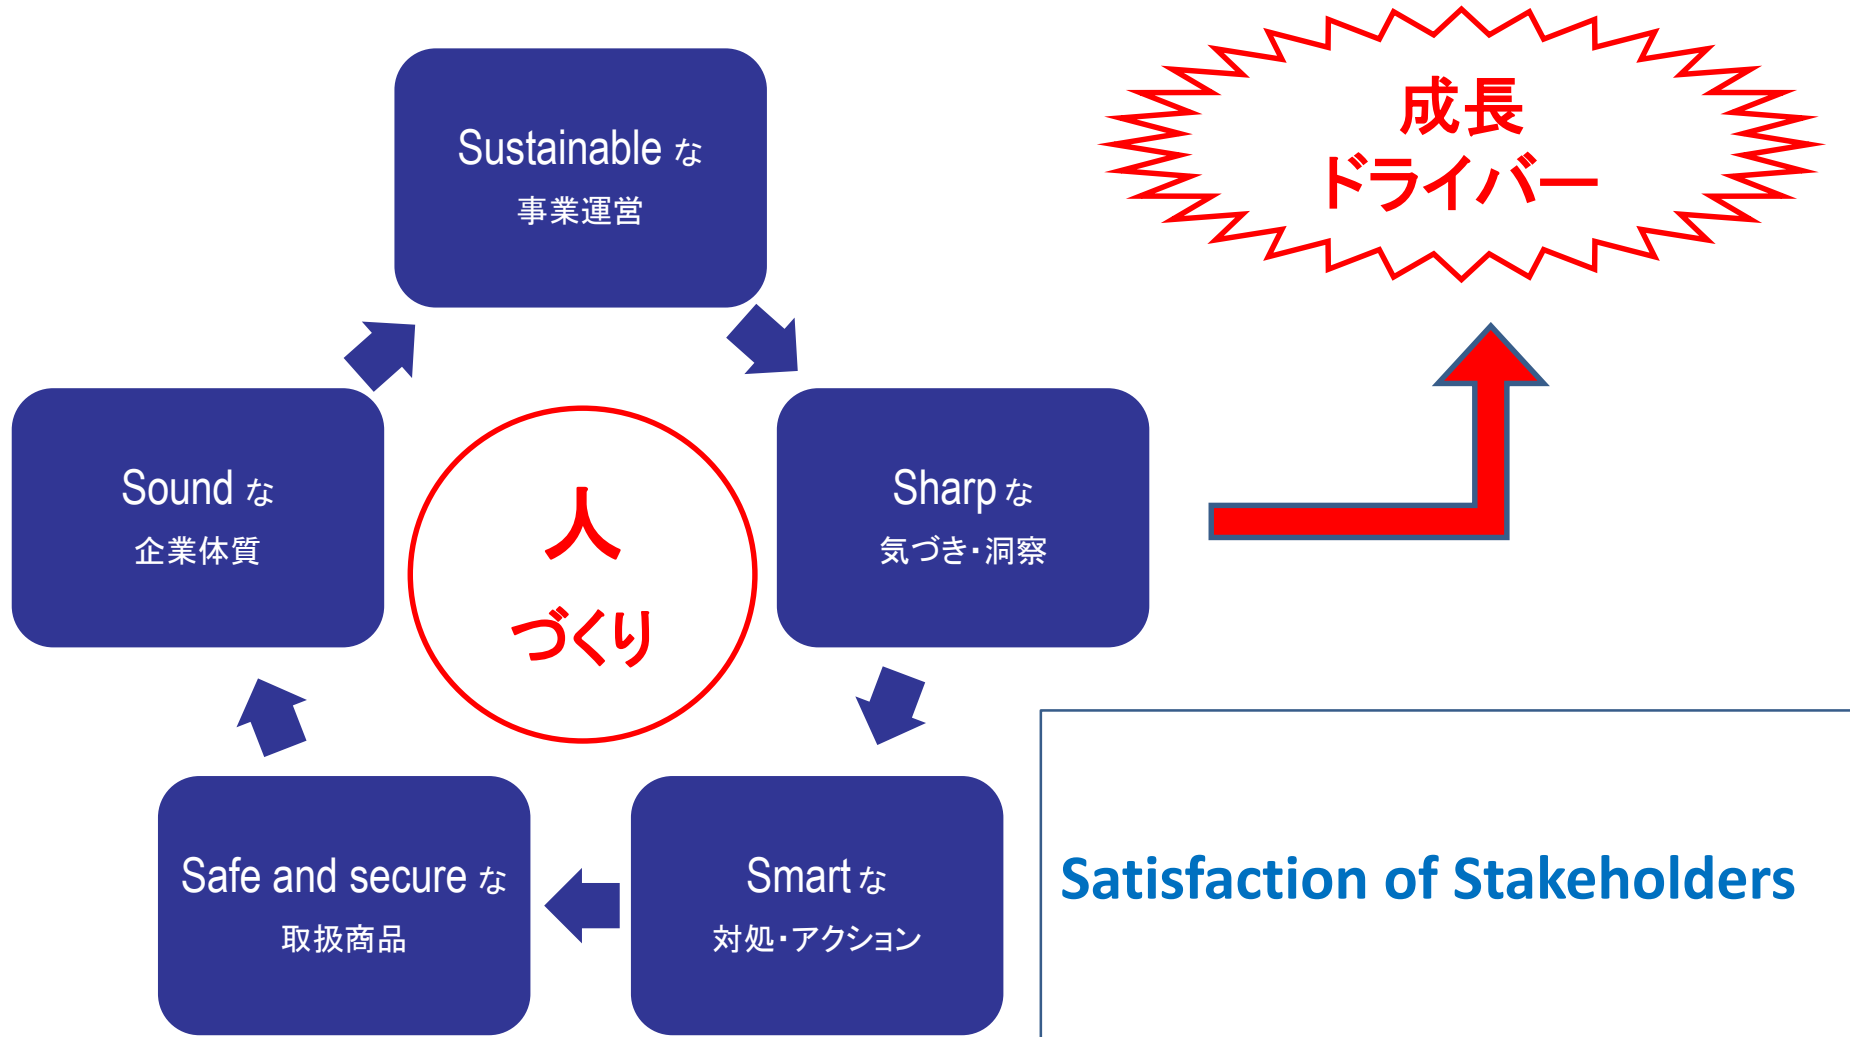 Sustainable な
事業運営
成長
ドライバー
Sound な
企業体質
人
づくり
Sharp な
気づき・洞察
Safe and secure な
取扱商品
Smart な
対処・アクション
Satisfaction of Stakeholders